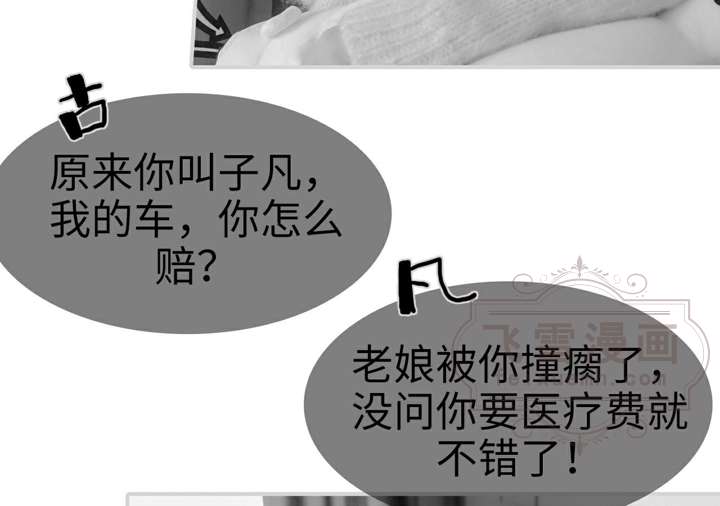 古
原来你叫子凡，
我的车，你怎么
赔？
凡
飞雲漫画
老娘被你撞瘸了，
没问你要医疗费就
不错了！